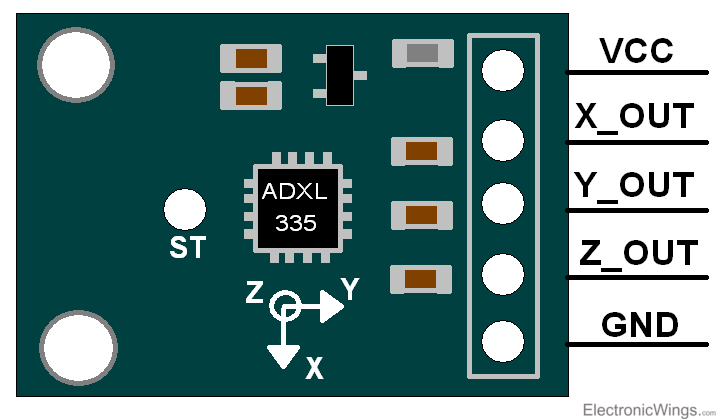 VCC
X_OUT
Y_OUT
Z_OUT
GND
ADXL
335
ST
Z
Y
X
ElectronicWings.com